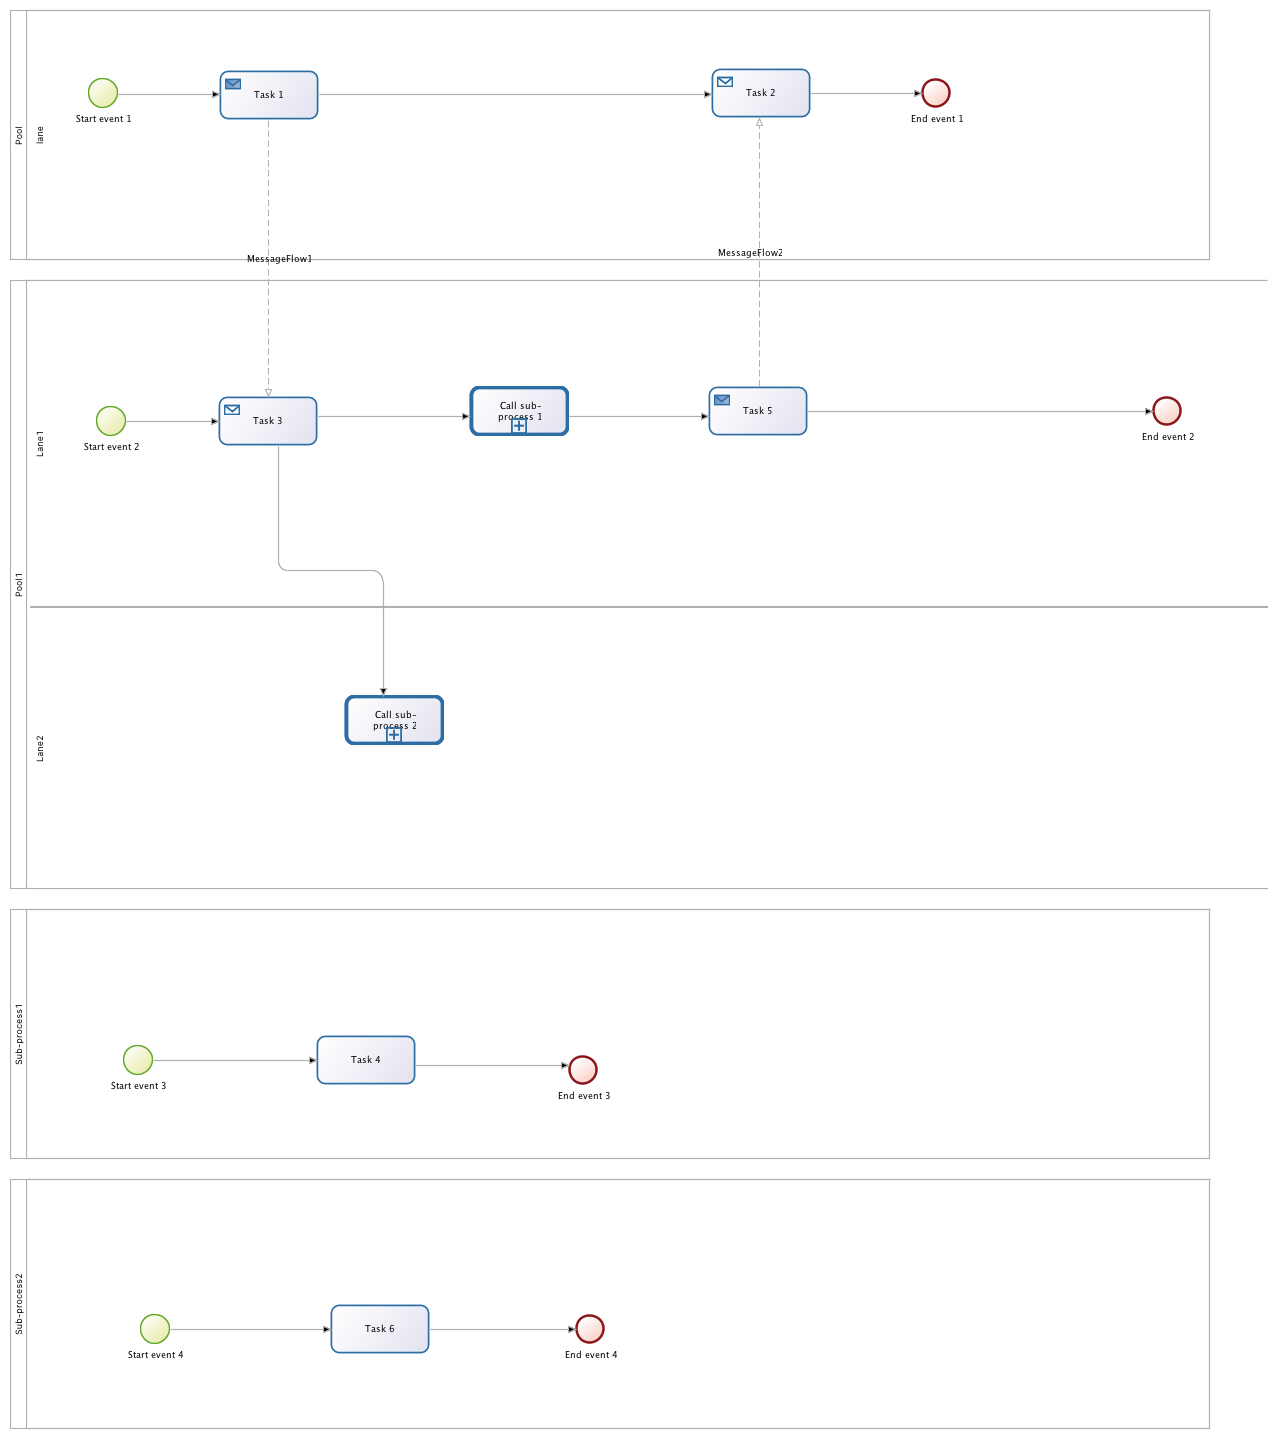 Pool
lane
Start event 1
Task 1
Task 2
End event 1
MessageFlow1
MessageFlow2
Pool1
Lane1
Start event 2
Task 3
Call sub-
process 1
Task 5
End event 2
Lane2
Call sub-
process 2
Sub-process1
Start event 3
Task 4
End event 3
Sub-process2
Start event 4
Task 6
End event 4